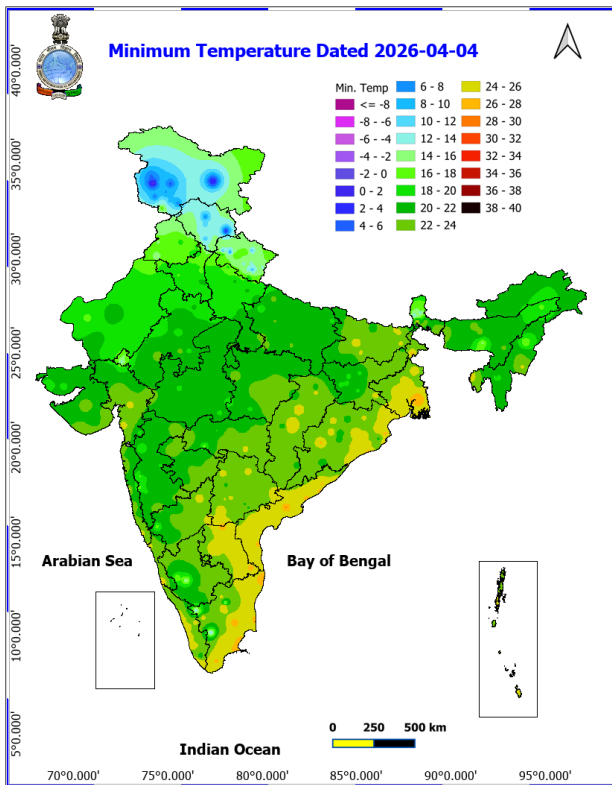 Minimum Temperature Dated 2026-04-04
Min. Temp
<= -8
-8 - -6
-6 - -4
-4 - -2
-2 - 0
0 - 2
2 - 4
4 - 6
6 - 8
8 - 10
10 - 12
12 - 14
14 - 16
16 - 18
18 - 20
20 - 22
22 - 24
24 - 26
26 - 28
28 - 30
30 - 32
32 - 34
34 - 36
36 - 38
38 - 40
40°0.000'
35°0.000'
30°0.000'
25°0.000'
20°0.000'
15°0.000'
10°0.000'
5°0.000'
Arabian Sea
Bay of Bengal
Indian Ocean
0 250 500 km
70°0.000' 75°0.000' 80°0.000' 85°0.000' 90°0.000' 95°0.000'